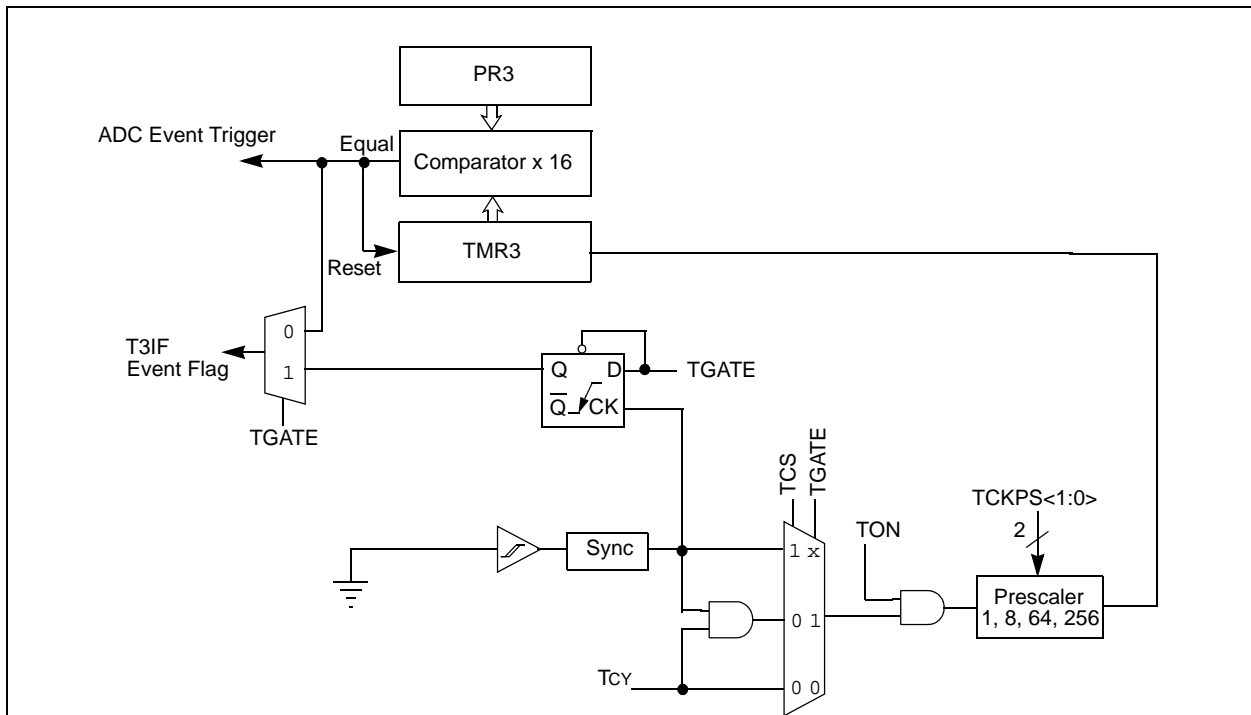 PR3
ADC Event Trigger
Equal
Comparator x 16
TMR3
Reset
0
T3IF
Event Flag
1
TGATE
Q D
Q̅ CK
TGATE
TCS
TGATE
TCKPS<1:0>
2
TON
Sync
1 x
Prescaler
1, 8, 64, 256
0 1
TCY
0 0